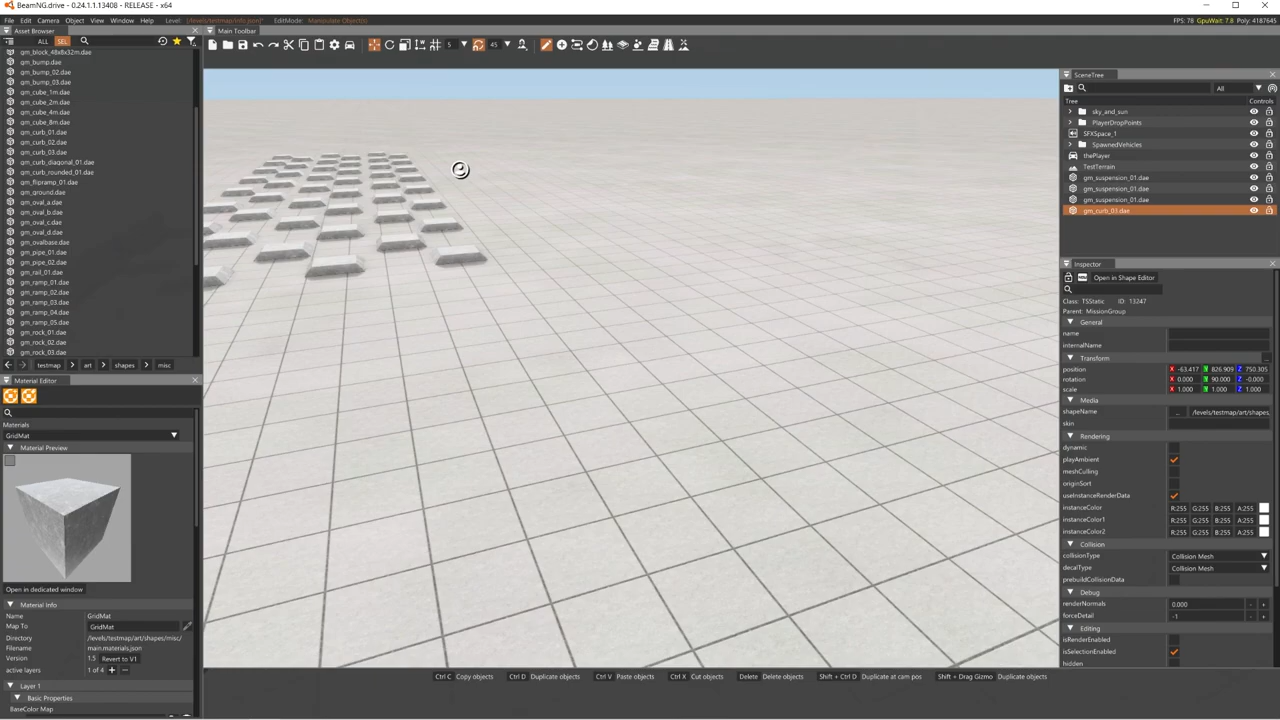 BeamNG.drive - 0.24.1.1.13408 - RELEASE - x64
File Edit Camera Object Window Help Level: [/levels/testmap/info.json]* EditMode: Manipulate Object(s) FPS: 78 GpuWait: 7.8 Poly: 4187645
Asset Browser
ALL SEL
gm_block_48x8x32m.dae
gm_bump.dae
gm_bump_02.dae
gm_bump_03.dae
gm_cube_1m.dae
gm_cube_2m.dae
gm_cube_4m.dae
gm_cube_8m.dae
gm_curb_01.dae
gm_curb_02.dae
gm_curb_03.dae
gm_curb_diagonal_01.dae
gm_curb_rounded_01.dae
gm_flipramp_01.dae
gm_ground.dae
gm_oval_a.dae
gm_oval_b.dae
gm_oval_c.dae
gm_oval_d.dae
gm_ovalbase.dae
gm_pipe_01.dae
gm_pipe_02.dae
gm_rail_01.dae
gm_ramp_01.dae
gm_ramp_02.dae
gm_ramp_03.dae
gm_ramp_04.dae
gm_ramp_05.dae
gm_rock_01.dae
gm_rock_02.dae
gm_rock_03.dae
testmap art shapes misc
Material Editor
Materials
GridMat
Material Preview
Open in dedicated window
Material Info
Name GridMat
Map To GridMat
Directory /levels/testmap/art/shapes/misc/
Filename main.materials.json
Version 1.5 Revert to V1
active layers 1 of 4 + -
Layer 1
Basic Properties
BaseColor Map
Main Toolbar
5 45
Ctrl C Copy objects Ctrl D Duplicate objects Ctrl V Paste objects Ctrl X Cut objects Delete Delete objects Shift + Ctrl D Duplicate at cam pos Shift + Drag Gizmo Duplicate objects
SceneTree
All
Tree Controls
sky_and_sun
PlayerDropPoints
SFXSpace_1
SpawnedVehicles
thePlayer
TestTerrain
gm_suspension_01.dae
gm_suspension_01.dae
gm_suspension_01.dae
gm_curb_03.dae
Inspector
Open in Shape Editor
Class: TSStatic ID: 13247
Parent: MissionGroup
General
name
internalName
Transform ...
position X -63.417 Y 826.909 Z 750.305
rotation X 0.000 Y 90.000 Z -0.000
scale X 1.000 Y 1.000 Z 1.000
Media
shapeName ... /levels/testmap/art/shapes,
skin
Rendering
dynamic
playAmbient
meshCulling
originSort
useInstanceRenderData
instanceColor R:255 G:255 B:255 A:255
instanceColor1 R:255 G:255 B:255 A:255
instanceColor2 R:255 G:255 B:255 A:255
Collision
collisionType Collision Mesh
decalType Collision Mesh
prebuildCollisionData
Debug
renderNormals 0.000 - +
forceDetail -1 - +
Editing
isRenderEnabled
isSelectionEnabled
hidden